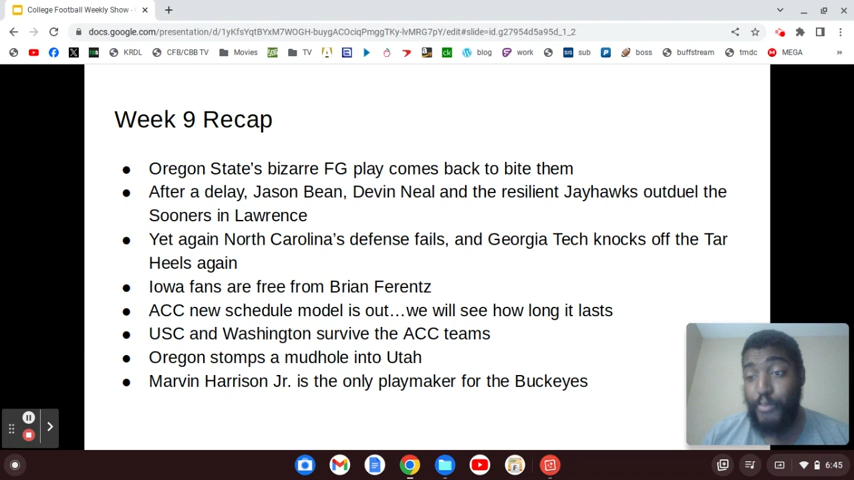 College Football Weekly Show -
docs.google.com/presentation/d/1yKfsYqtBYxM7WOGH-buygACOciqPmggTKy-lvMRG7pY/edit#slide=id.g27954d5a95d_1_2
KRDL
CFB/CBB TV
Movies
TV
blog
work
sub
boss
buffstream
tmdc
MEGA
»
Week 9 Recap
● Oregon State's bizarre FG play comes back to bite them
● After a delay, Jason Bean, Devin Neal and the resilient Jayhawks outduel the
Sooners in Lawrence
● Yet again North Carolina's defense fails, and Georgia Tech knocks off the Tar
Heels again
● Iowa fans are free from Brian Ferentz
● ACC new schedule model is out…we will see how long it lasts
● USC and Washington survive the ACC teams
● Oregon stomps a mudhole into Utah
● Marvin Harrison Jr. is the only playmaker for the Buckeyes
6:45